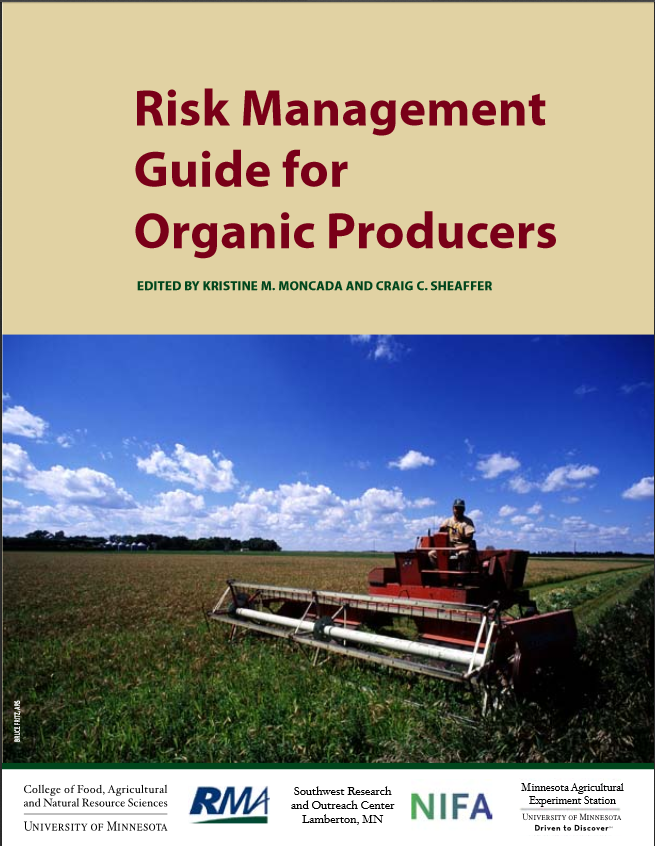 Risk Management
Guide for
Organic Producers
EDITED BY KRISTINE M. MONCADA AND CRAIG C. SHEAFFER
BRUCE FRITZ, ARS
College of Food, Agricultural
and Natural Resource Sciences
UNIVERSITY OF MINNESOTA
RMA
Southwest Research
and Outreach Center
Lamberton, MN
NIFA
Minnesota Agricultural
Experiment Station
UNIVERSITY OF MINNESOTA
Driven to Discover℠